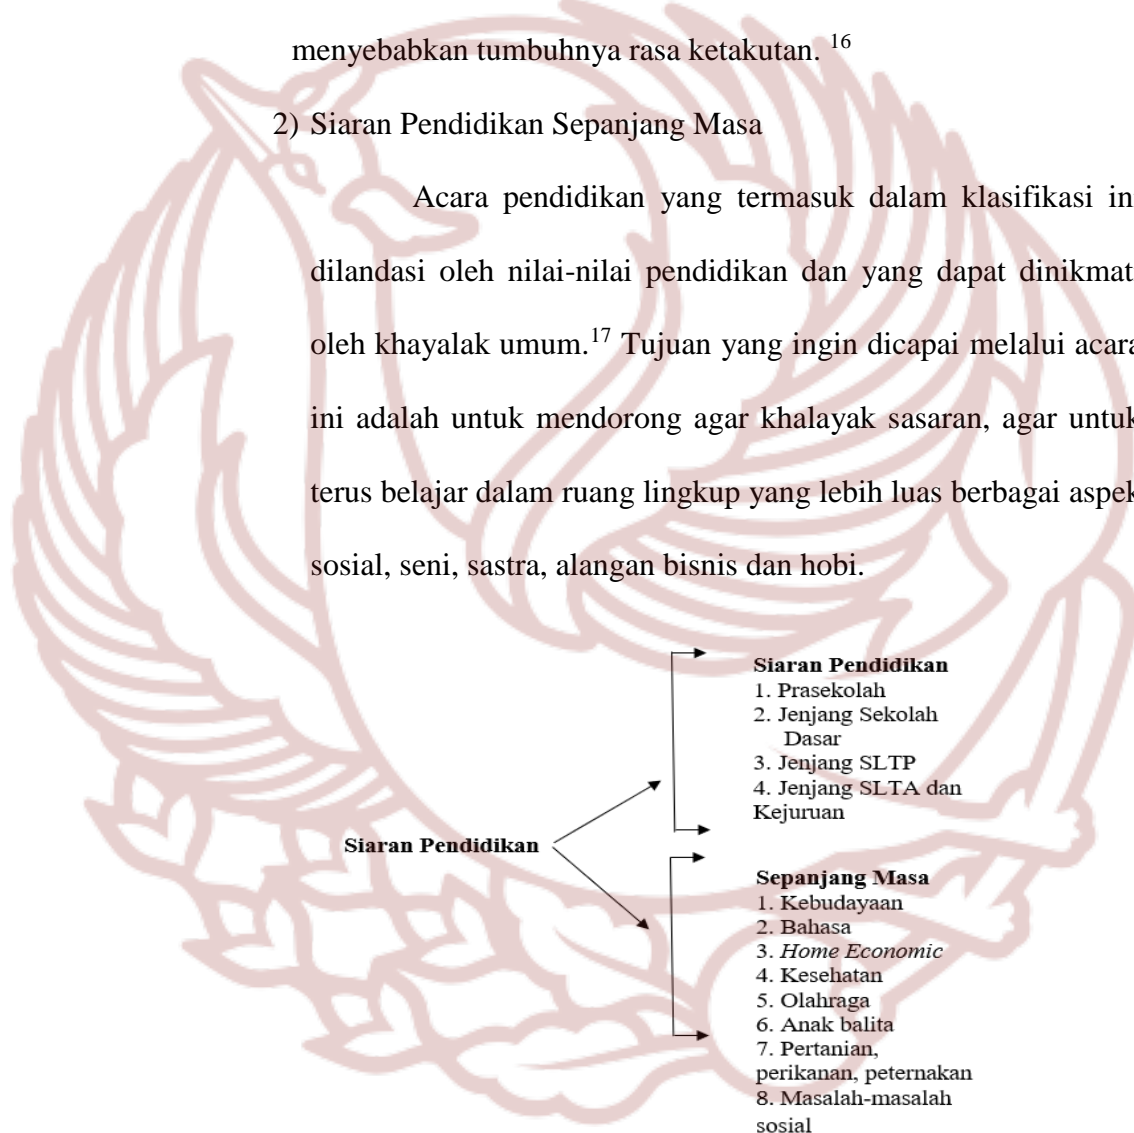 menyebabkan tumbuhnya rasa ketakutan. 16
2) Siaran Pendidikan Sepanjang Masa
Acara pendidikan yang termasuk dalam klasifikasi in
dilandasi oleh nilai-nilai pendidikan dan yang dapat dinikmat
oleh khayalak umum.17 Tujuan yang ingin dicapai melalui acara
ini adalah untuk mendorong agar khalayak sasaran, agar untuk
terus belajar dalam ruang lingkup yang lebih luas berbagai aspek
sosial, seni, sastra, alangan bisnis dan hobi.
Siaran Pendidikan
Siaran Pendidikan
1. Prasekolah
2. Jenjang Sekolah
Dasar
3. Jenjang SLTP
4. Jenjang SLTA dan
Kejuruan
Sepanjang Masa
1. Kebudayaan
2. Bahasa
3. Home Economic
4. Kesehatan
5. Olahraga
6. Anak balita
7. Pertanian,
perikanan, peternakan
8. Masalah-masalah
sosial